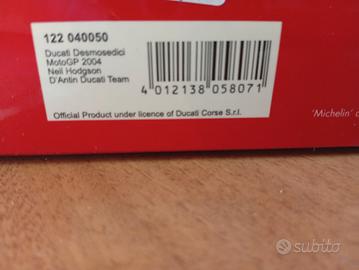 122 040050
Ducati Desmosedici
MotoGP 2004
Neil Hodgson
D'Antin Ducati Team
4 012138 058071
Official Product under licence of Ducati Corse S.r.l.
'Michelin'
subito